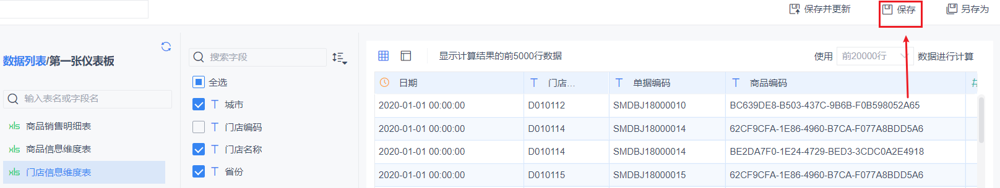 保存并更新 保存 另存为
数据列表/第一张仪表板
输入表名或字段名
商品销售明细表
商品信息维度表
门店信息维度表
搜索字段
全选
城市
门店编码
门店名称
省份
显示计算结果的前5000行数据 使用 前20000行 数据进行计算
日期 门店... 单据编码 商品编码
2020-01-01 00:00:00 D010112 SMDBJ18000010 BC639DE8-B503-437C-9B6B-F0B598052A65
2020-01-01 00:00:00 D010114 SMDBJ18000014 62CF9CFA-1E86-4960-B7CA-F077A8BDD5A6
2020-01-01 00:00:00 D010114 SMDBJ18000014 BE2DA7F0-1E24-4729-BED3-3CDC0A2E4918
2020-01-01 00:00:00 D010115 SMDBJ18000015 62CF9CFA-1E86-4960-B7CA-F077A8BDD5A6